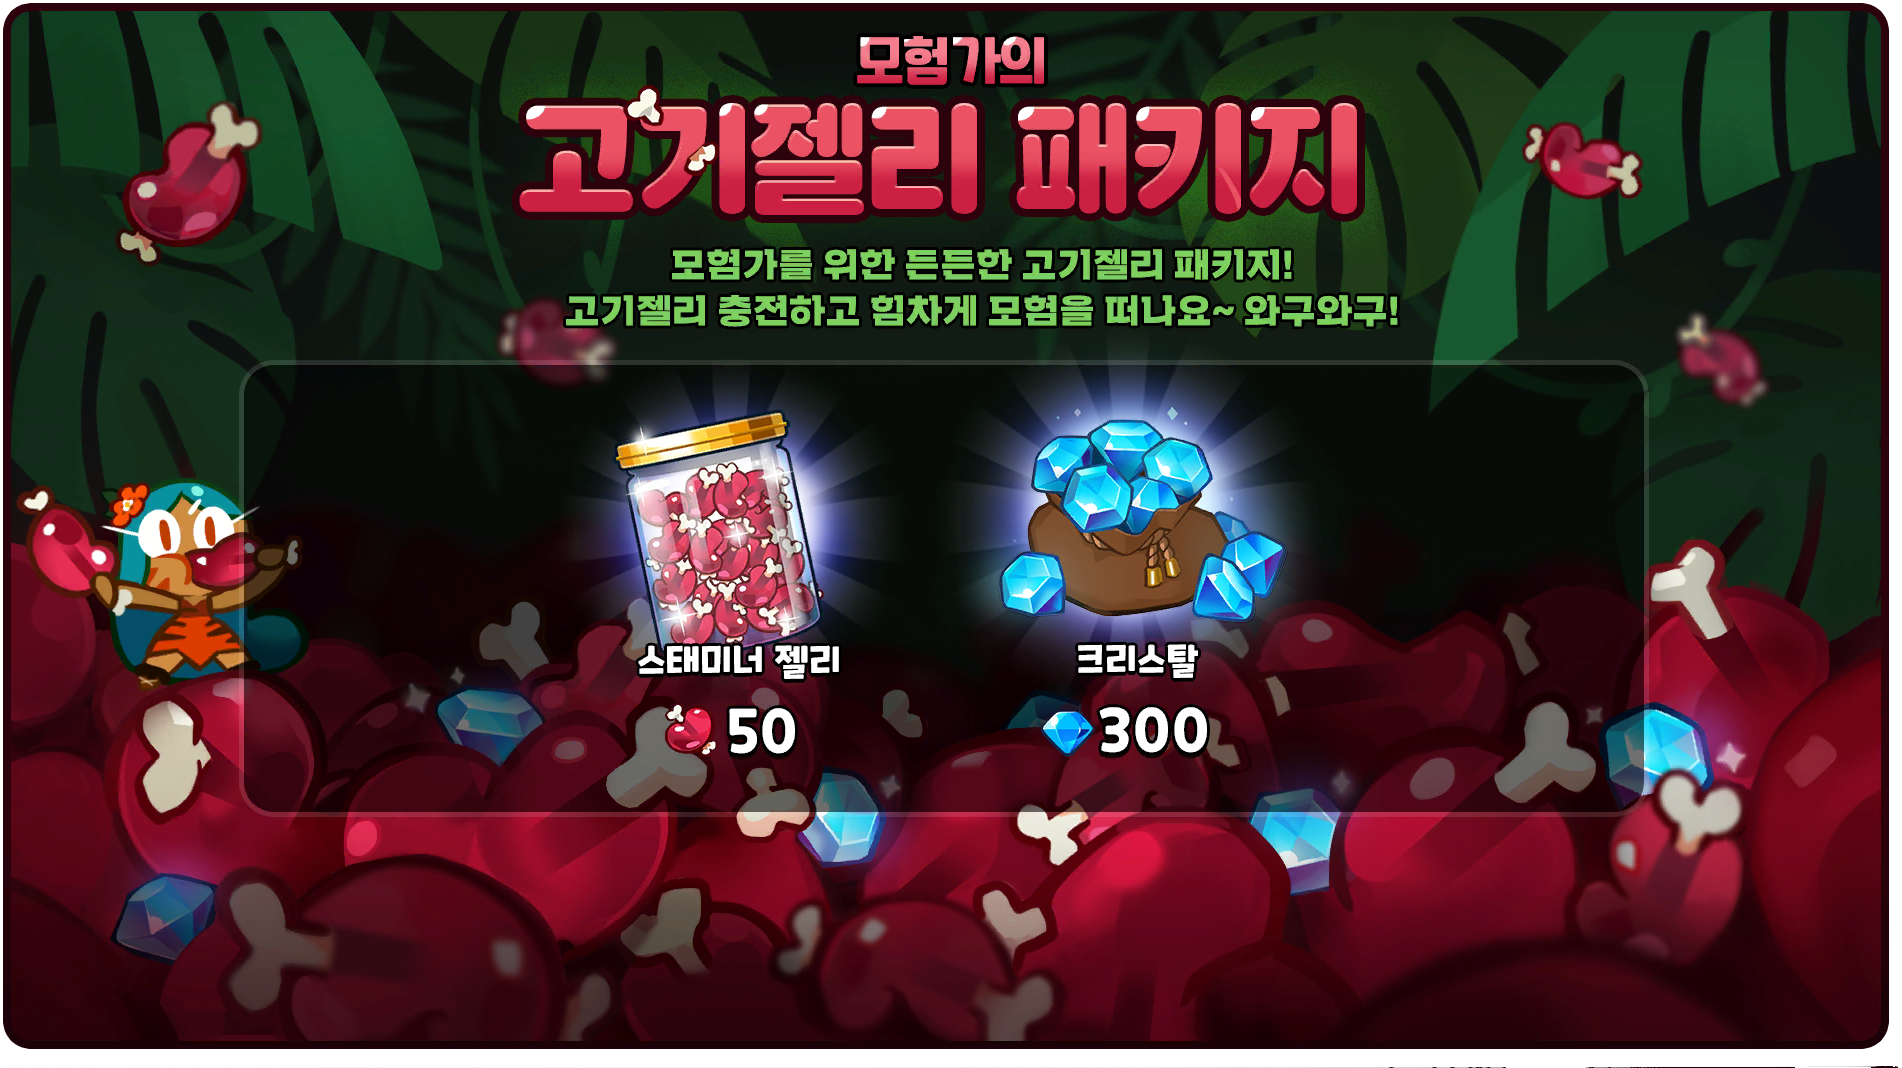 모험가의
고기젤리 패키지
모험가를 위한 든든한 고기젤리 패키지!
고기젤리 충전하고 힘차게 모험을 떠나요~ 와구와구!
스태미너 젤리
크리스탈
50
300